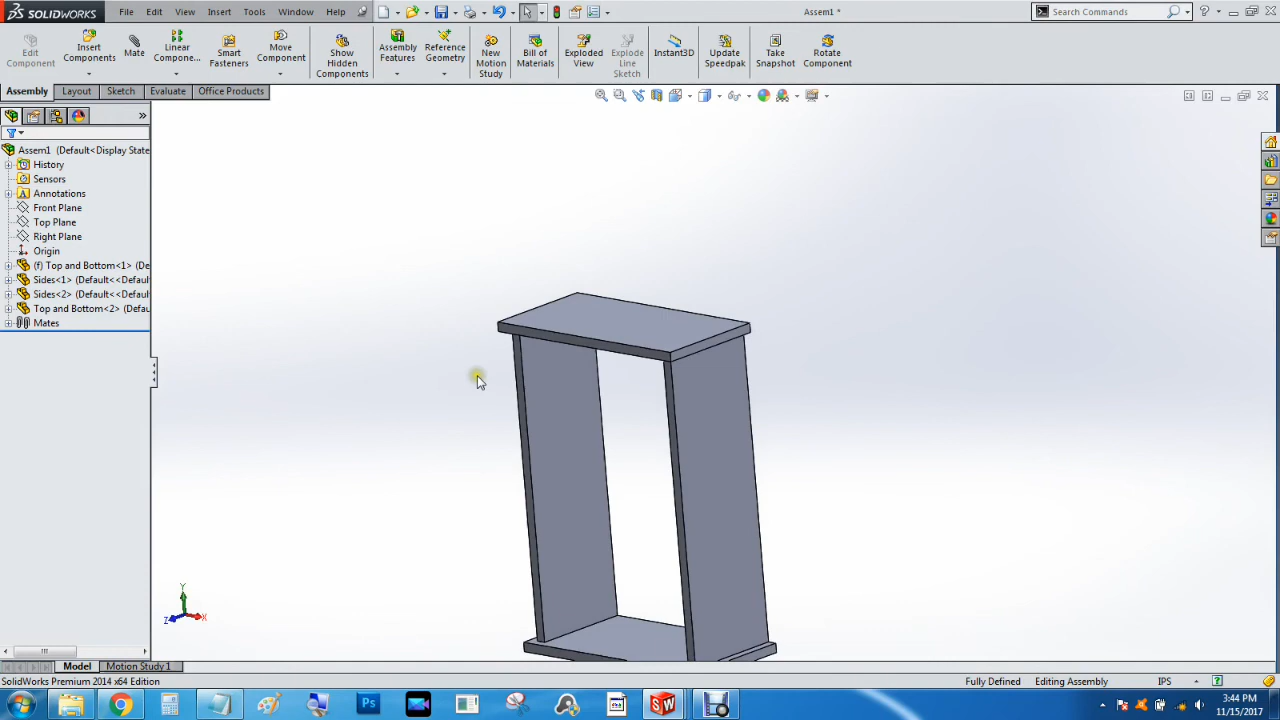 SOLIDWORKS File Edit View Insert Tools Window Help Assem1 * Search Commands
Edit Component
Insert Components
Mate
Linear Compone...
Smart Fasteners
Move Component
Show Hidden Components
Assembly Features
Reference Geometry
New Motion Study
Bill of Materials
Exploded View
Explode Line Sketch
Instant3D
Update Speedpak
Take Snapshot
Rotate Component
Assembly Layout Sketch Evaluate Office Products
Assem1 (Default<Display State
History
Sensors
Annotations
Front Plane
Top Plane
Right Plane
Origin
(f) Top and Bottom<1> (De
Sides<1> (Default<<Default
Sides<2> (Default<<Default
Top and Bottom<2> (Defau
Mates
Y
Z X
Model Motion Study 1
SolidWorks Premium 2014 x64 Edition Fully Defined Editing Assembly IPS
Ps SW 3:44 PM
11/15/2017